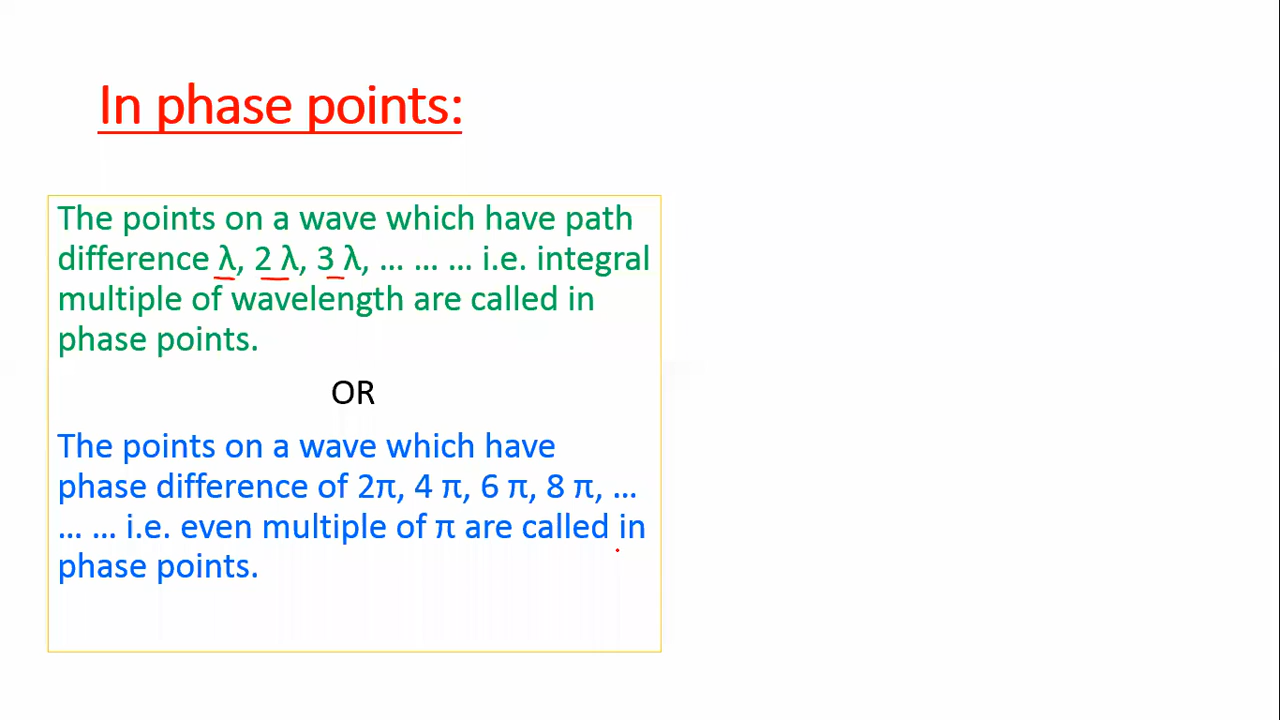 In phase points:
The points on a wave which have path
difference λ, 2 λ, 3 λ, ... ... ... i.e. integral
multiple of wavelength are called in
phase points.
OR
The points on a wave which have
phase difference of 2π, 4 π, 6 π, 8 π, ...
... ... i.e. even multiple of π are called in
phase points.